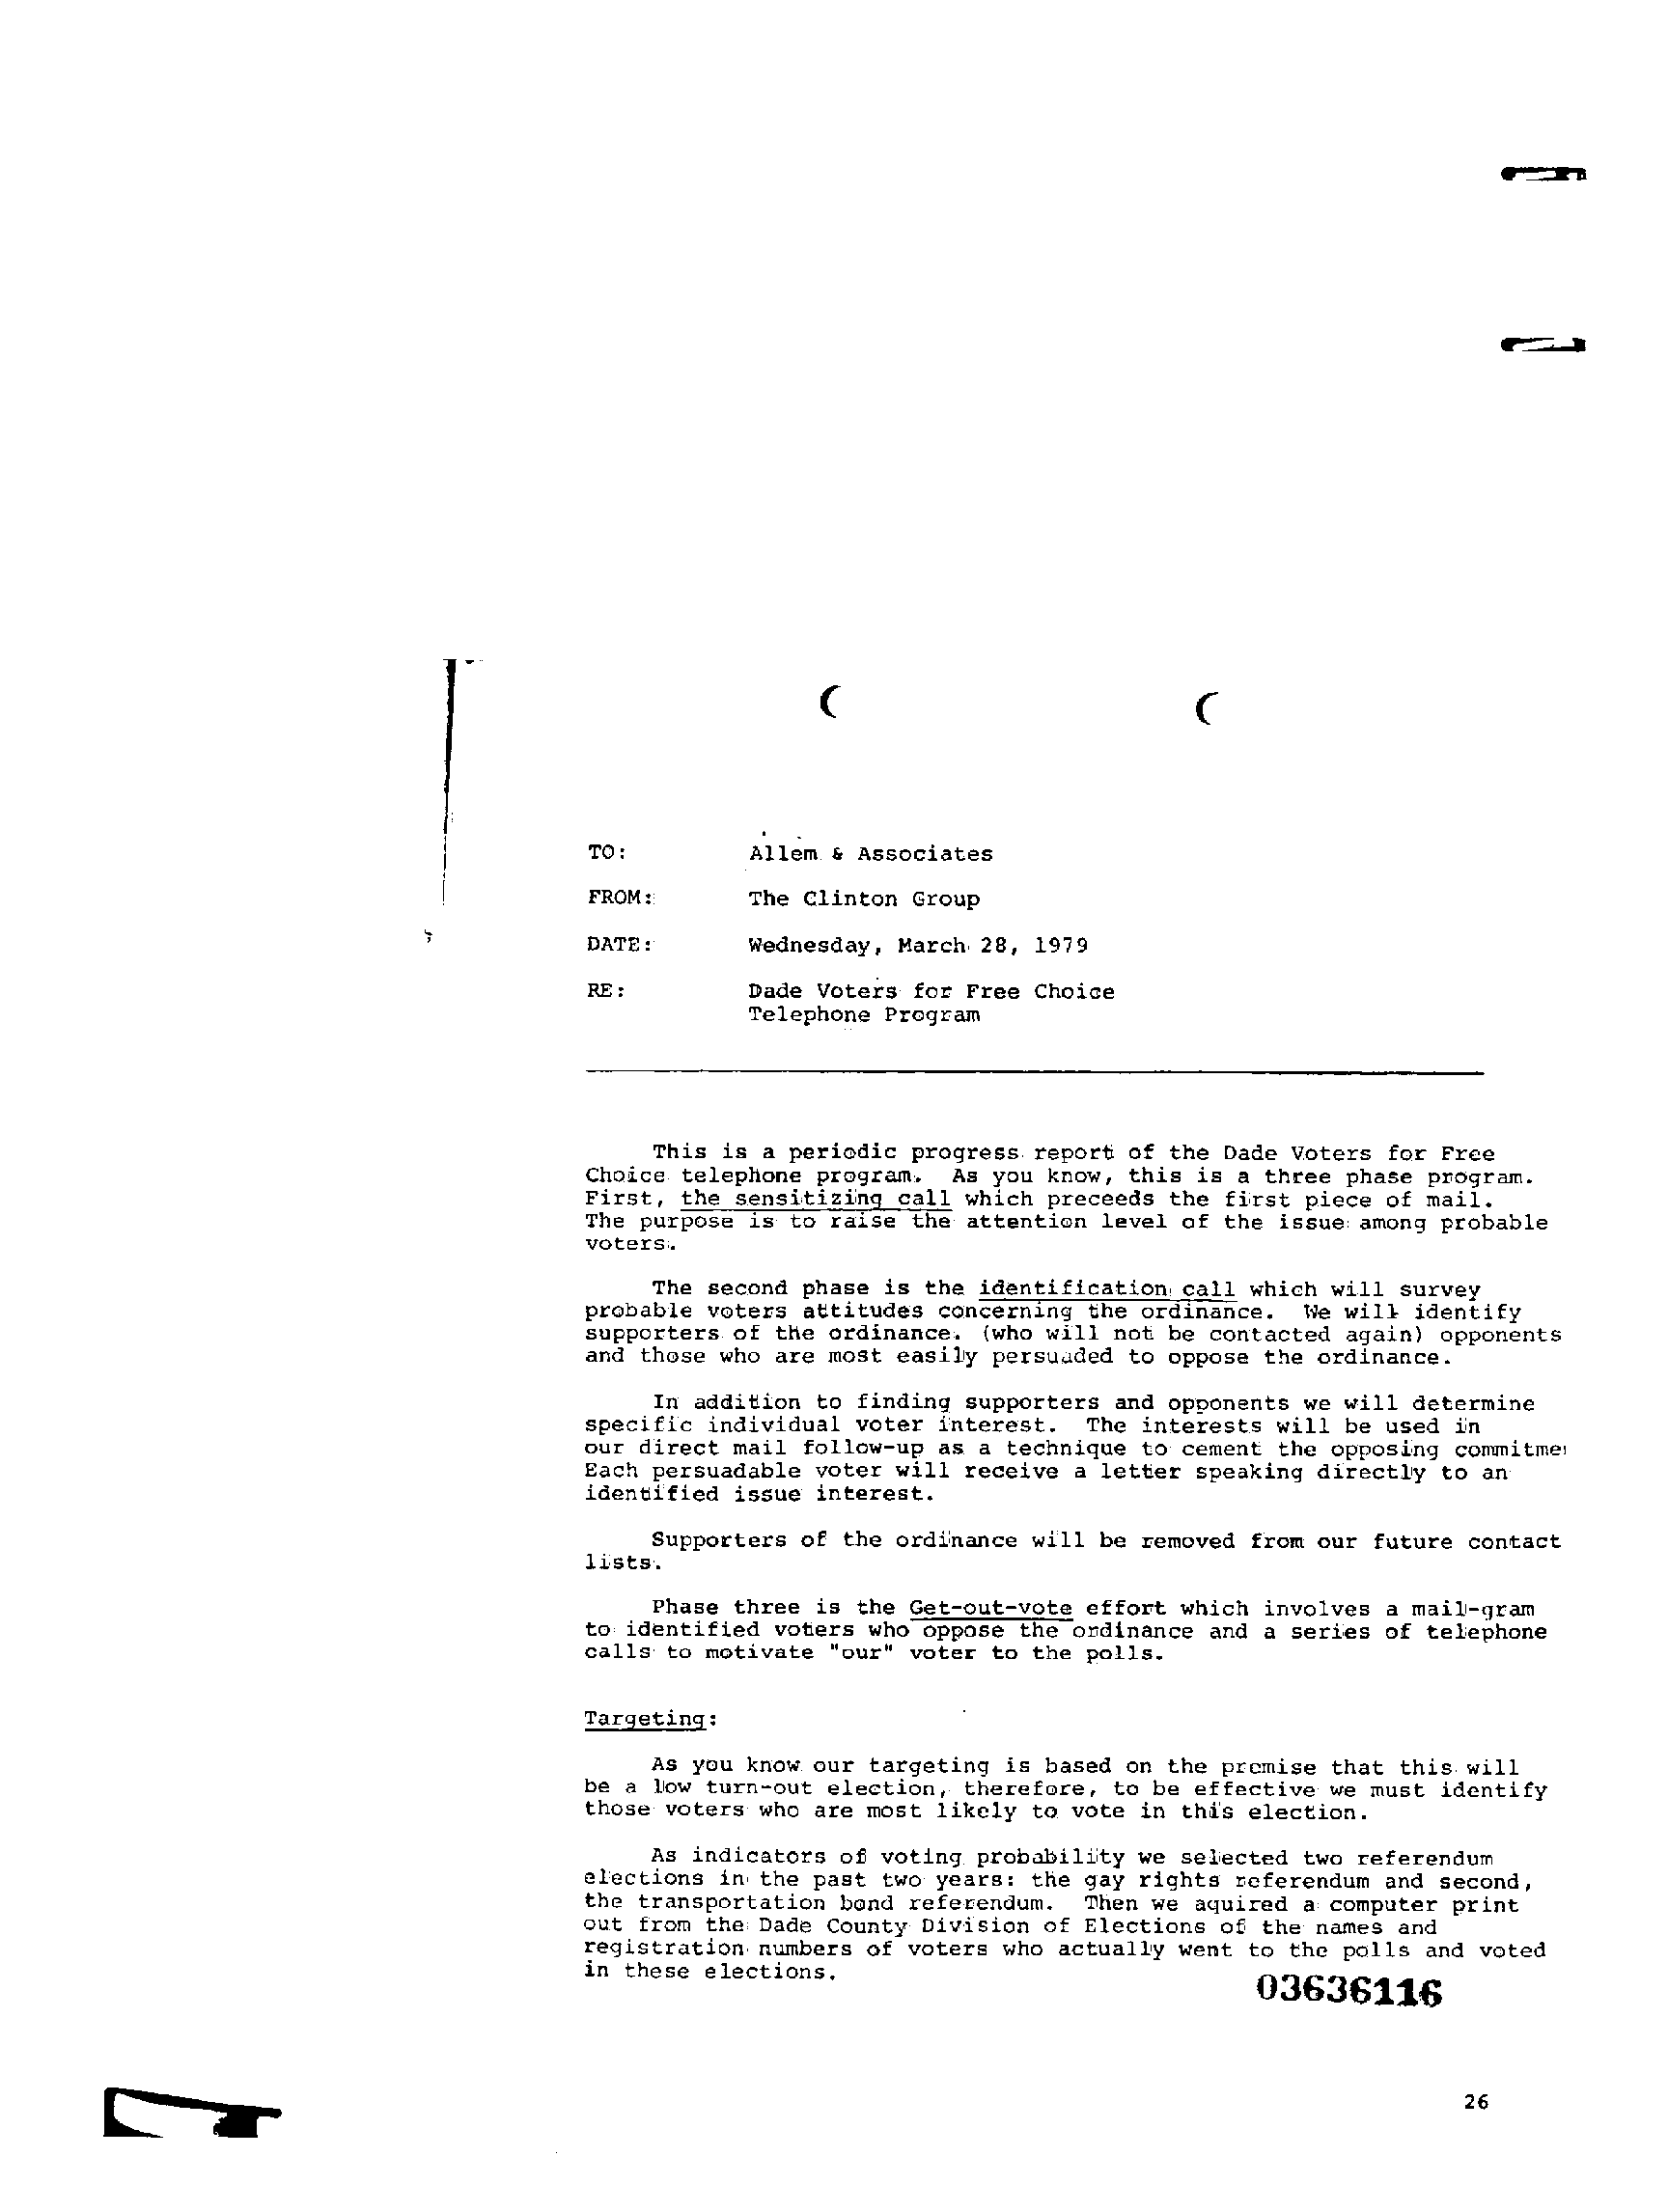 TO: Allem & Associates
FROM: The Clinton Group
DATE: Wednesday, March 28, 1979
RE: Dade Voters for Free Choice
Telephone Program
This is a periodic progress report of the Dade Voters for Free
Choice telephone program. As you know, this is a three phase program.
First, the sensitizing call which preceeds the first piece of mail.
The purpose is to raise the attention level of the issue among probable
voters.
The second phase is the identification call which will survey
probable voters attitudes concerning the ordinance. We will identify
supporters of the ordinance. (who will not be contacted again) opponents
and those who are most easily persuaded to oppose the ordinance.
In addition to finding supporters and opponents we will determine
specific individual voter interest. The interests will be used in
our direct mail follow-up as a technique to cement the opposing commitme
Each persuadable voter will receive a letter speaking directly to an
identified issue interest.
Supporters of the ordinance will be removed from our future contact
lists.
Phase three is the Get-out-vote effort which involves a mail-gram
to identified voters who oppose the ordinance and a series of telephone
calls to motivate "our" voter to the polls.
Targeting:
As you know our targeting is based on the premise that this will
be a low turn-out election, therefore, to be effective we must identify
those voters who are most likely to vote in this election.
As indicators of voting probability we selected two referendum
elections in the past two years: the gay rights referendum and second,
the transportation bond referendum. Then we aquired a computer print
out from the Dade County Division of Elections of the names and
registration numbers of voters who actually went to the polls and voted
in these elections.
03636116
26